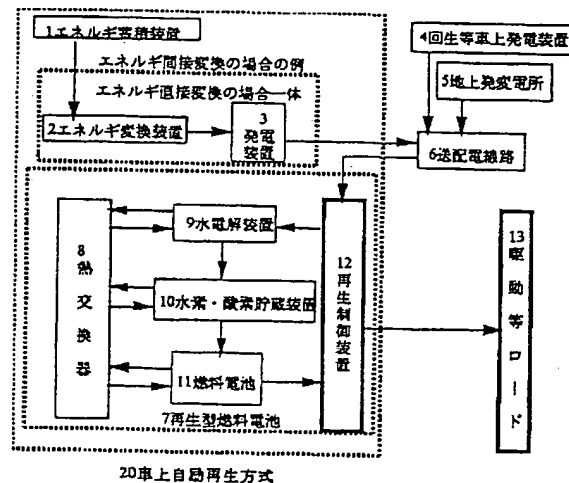 1エネルギ蓄積装置
エネルギ間接変換の場合の例
エネルギ直接変換の場合一体
2エネルギ変換装置
3
発電
装置
4回生等車上発電装置
5地上発変電所
6送配電線路
9水電解装置
10水素・酸素貯蔵装置
11燃料電池
7再生型燃料電池
8熱交換器
12再生制御装置
13駆動等ロード
20車上自励再生方式